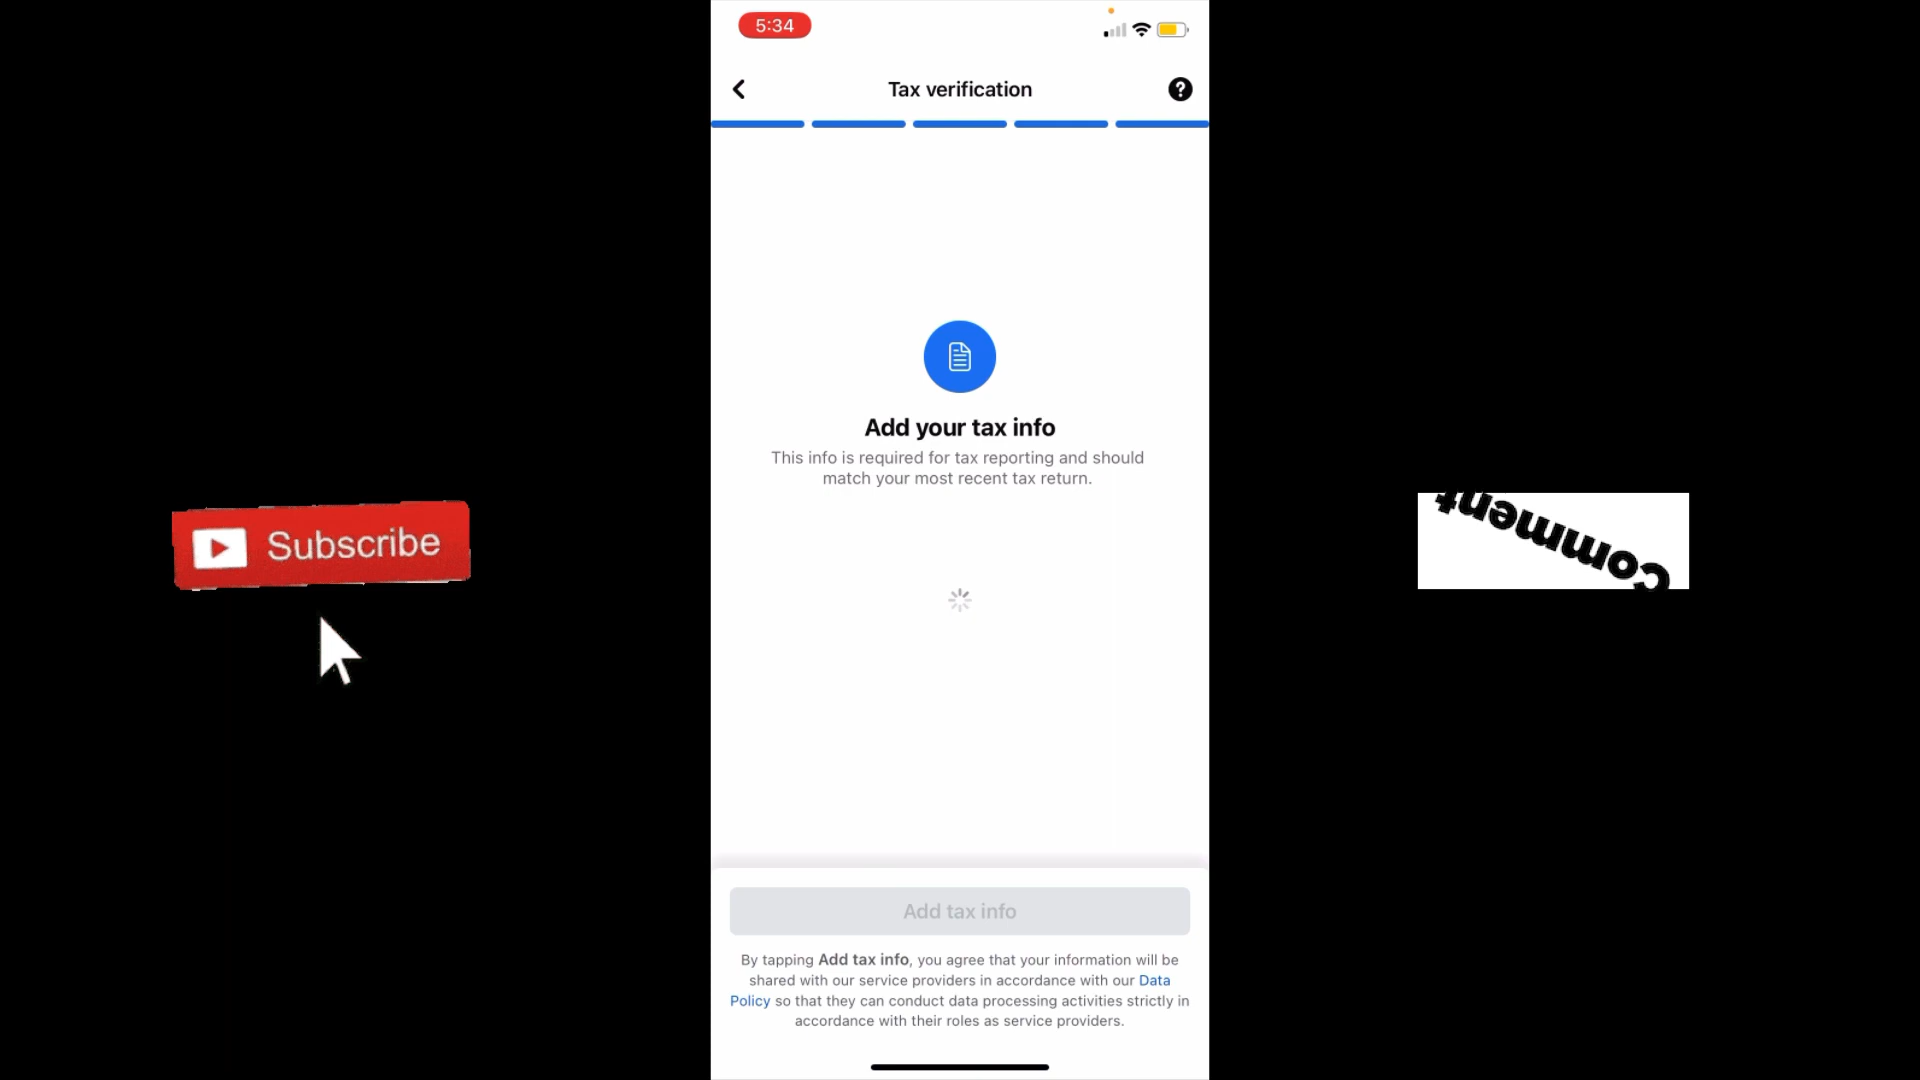 5:34
Tax verification
Add your tax info
This info is required for tax reporting and should
match your most recent tax return.
Subscribe
Comment
Add tax info
By tapping Add tax info, you agree that your information will be
shared with our service providers in accordance with our Data
Policy so that they can conduct data processing activities strictly in
accordance with their roles as service providers.